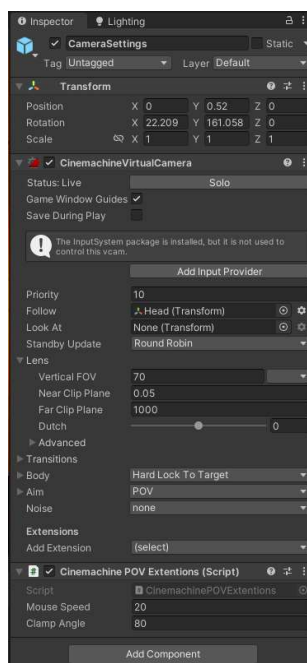 Inspector Lighting
CameraSettings Static
Tag Untagged Layer Default
Transform
Position X 0 Y 0.52 Z 0
Rotation X 22.209 Y 161.058 Z 0
Scale X 1 Y 1 Z 1
CinemachineVirtualCamera
Status: Live Solo
Game Window Guides
Save During Play
The InputSystem package is installed, but it is not used to
control this vcam.
Add Input Provider
Priority 10
Follow Head (Transform)
Look At None (Transform)
Standby Update Round Robin
Lens
Vertical FOV 70
Near Clip Plane 0.05
Far Clip Plane 1000
Dutch 0
Advanced
Transitions
Body Hard Lock To Target
Aim POV
Noise none
Extensions
Add Extension (select)
# Cinemachine POV Extentions (Script)
Script CinemachinePOVExtentions
Mouse Speed 20
Clamp Angle 80
Add Component